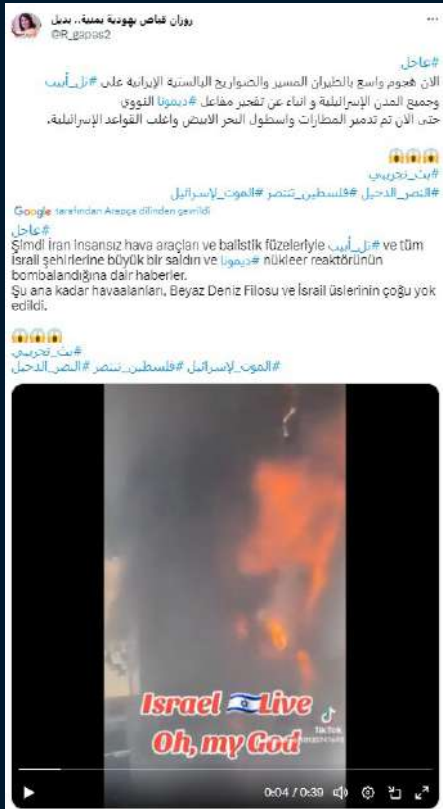 روزان قناص يهودية يمنية.. بديل
@R_gapas2
#عاجل
الان هجوم واسع بالطيران المسير والصواريخ البالستية الإيرانية على #تل_أبيب
وجميع المدن الإسرائيلية و انباء عن تفجير مفاعل #ديمونا النووي
حتى الان تم تدمير المطارات واسطول البحر الابيض واغلب القواعد الإسرائيلية.
😱😱😱
#بث_تجريبي
#النصر_الدخيل #فلسطين_تنتصر #الموت_لإسرائيل
Google tarafından Arapça dilinden çevrildi
#عاجل
Şimdi İran insansız hava araçları ve balistik füzeleriyle #تل_أبيب ve tüm
İsrail şehirlerine büyük bir saldırı ve #ديمونا nükleer reaktörünün
bombalandığına dair haberler.
Şu ana kadar havaalanları, Beyaz Deniz Filosu ve İsrail üslerinin çoğu yok
edildi.
😱😱😱
#بث_تجريبي
#الموت_لإسرائيل #فلسطين_تنتصر #النصر_الدخيل
Israel 🇮🇱 Live
Oh, my God
TikTok
0:04 / 0:39